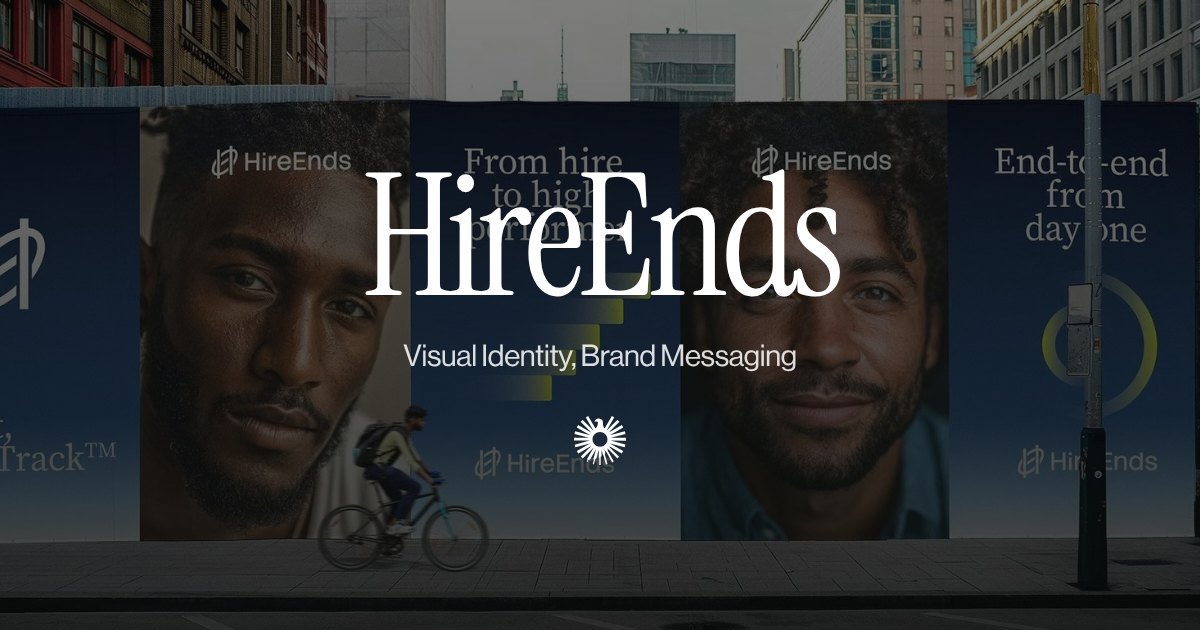 HireEnds
Visual Identity, Brand Messaging
HireEnds
From hire
to high
performer
HireEnds
HireEnds
End-to-end
from
day one
HireEnds
Track™